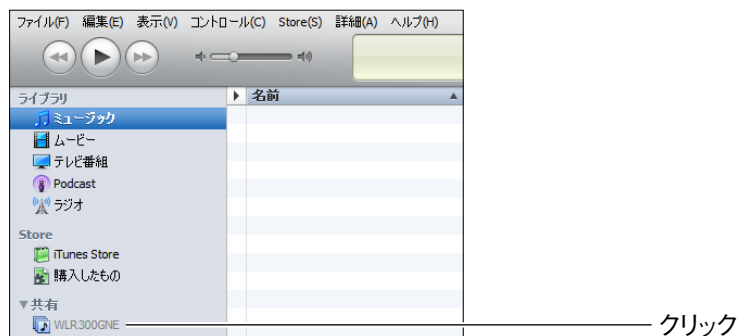 ファイル(F) 編集(E) 表示(V) コントロール(C) Store(S) 詳細(A) ヘルプ(H)
ライブラリ
名前
ミュージック
ムービー
テレビ番組
Podcast
ラジオ
Store
iTunes Store
購入したもの
共有
WLR300GNE
クリック